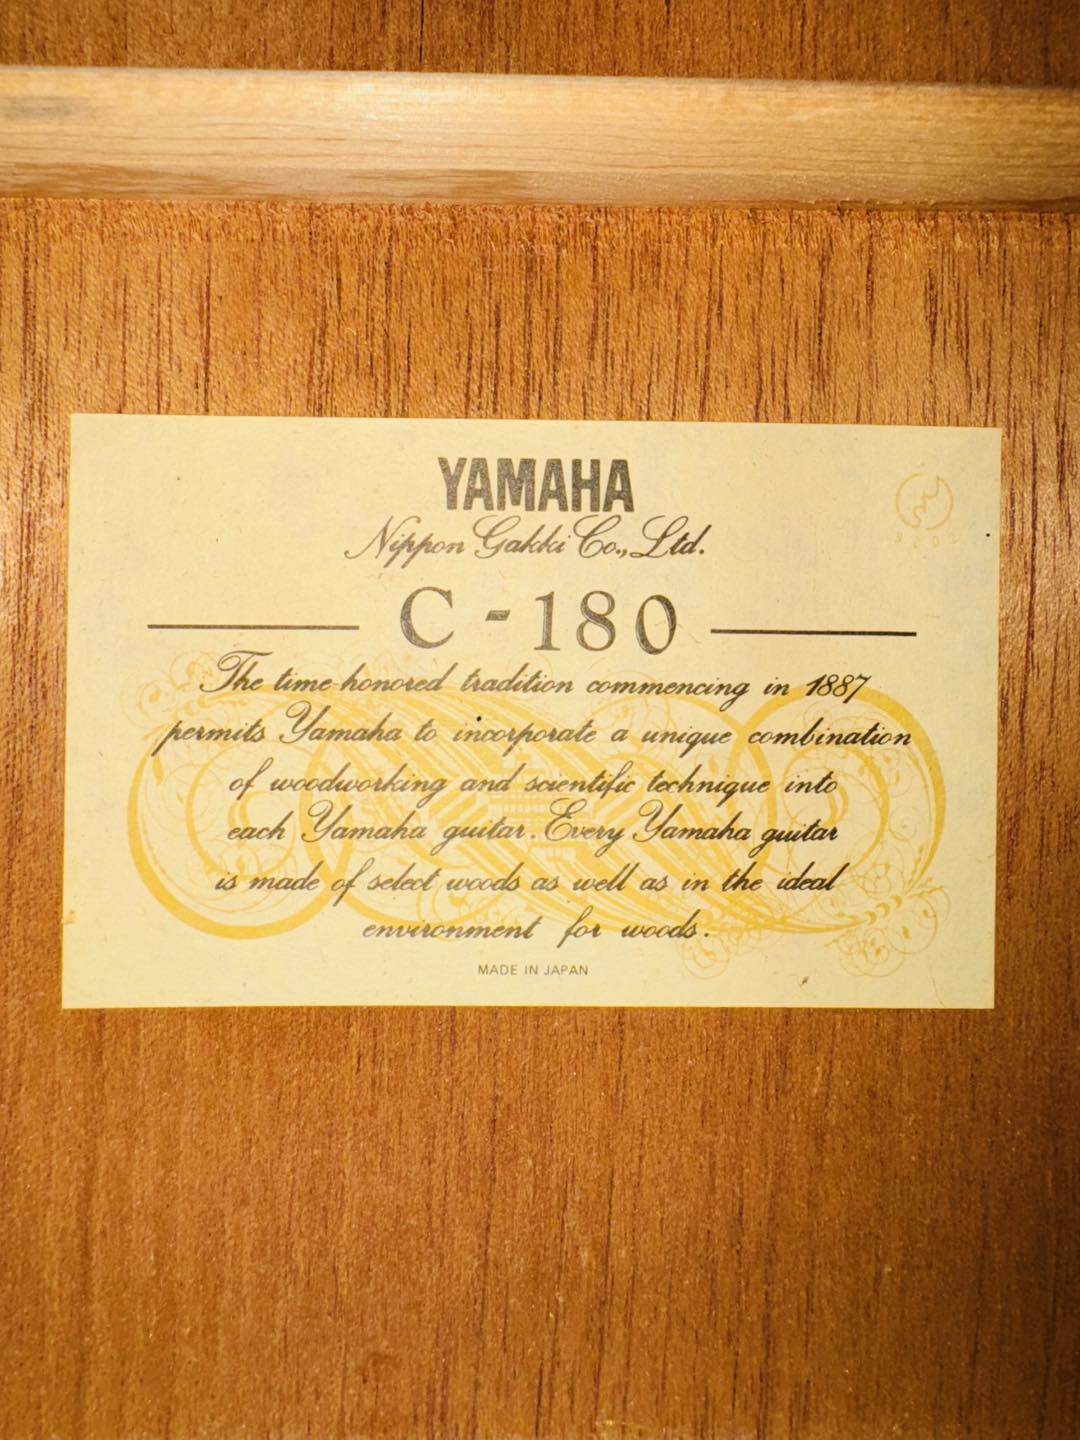 YAMAHA
Nippon Gakki Co., Ltd.
C-180
The time-honored tradition commencing in 1887
permits Yamaha to incorporate a unique combination
of woodworking and scientific technique into
each Yamaha guitar. Every Yamaha guitar
is made of select woods as well as in the ideal
environment for woods.
MADE IN JAPAN